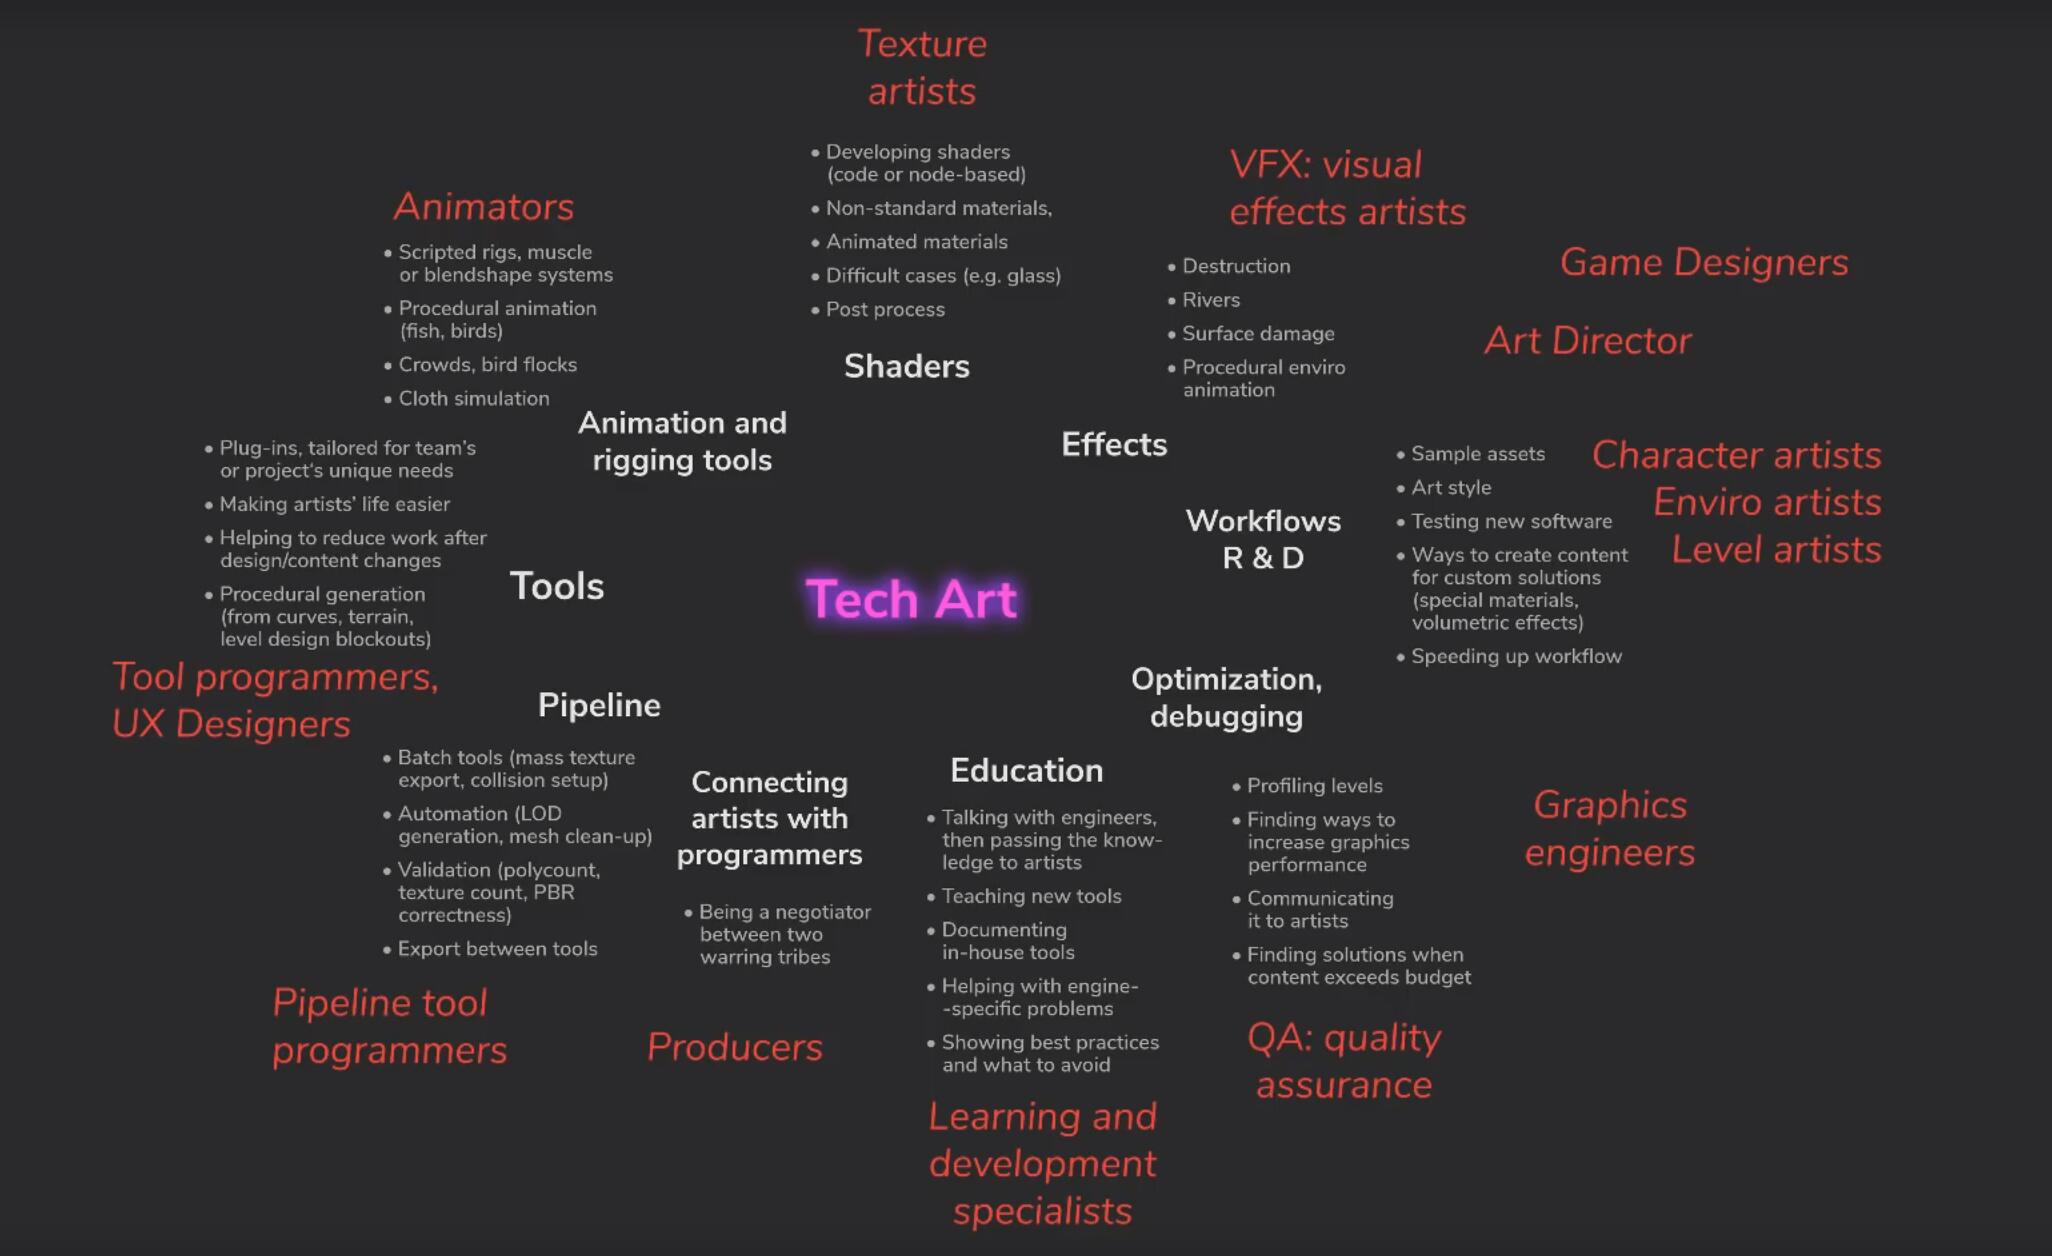 Texture
artists
• Developing shaders
(code or node-based)
• Non-standard materials,
• Animated materials
• Difficult cases (e.g. glass)
• Post process
Shaders
Animators
• Scripted rigs, muscle
or blendshape systems
• Procedural animation
(fish, birds)
• Crowds, bird flocks
• Cloth simulation
Animation and
rigging tools
VFX: visual
effects artists
• Destruction
• Rivers
• Surface damage
• Procedural enviro
animation
Effects
Game Designers
Art Director
• Plug-ins, tailored for team's
or project's unique needs
• Making artists' life easier
• Helping to reduce work after
design/content changes
• Procedural generation
(from curves, terrain,
level design blockouts)
Tools
Tool programmers,
UX Designers
Tech Art
Workflows
R & D
• Sample assets
• Art style
• Testing new software
• Ways to create content
for custom solutions
(special materials,
volumetric effects)
• Speeding up workflow
Character artists
Enviro artists
Level artists
Pipeline
• Batch tools (mass texture
export, collision setup)
• Automation (LOD
generation, mesh clean-up)
• Validation (polycount,
texture count, PBR
correctness)
• Export between tools
Pipeline tool
programmers
Connecting
artists with
programmers
• Being a negotiator
between two
warring tribes
Producers
Education
• Talking with engineers,
then passing the know-
ledge to artists
• Teaching new tools
• Documenting
in-house tools
• Helping with engine-
-specific problems
• Showing best practices
and what to avoid
Learning and
development
specialists
Optimization,
debugging
• Profiling levels
• Finding ways to
increase graphics
performance
• Communicating
it to artists
• Finding solutions when
content exceeds budget
Graphics
engineers
QA: quality
assurance